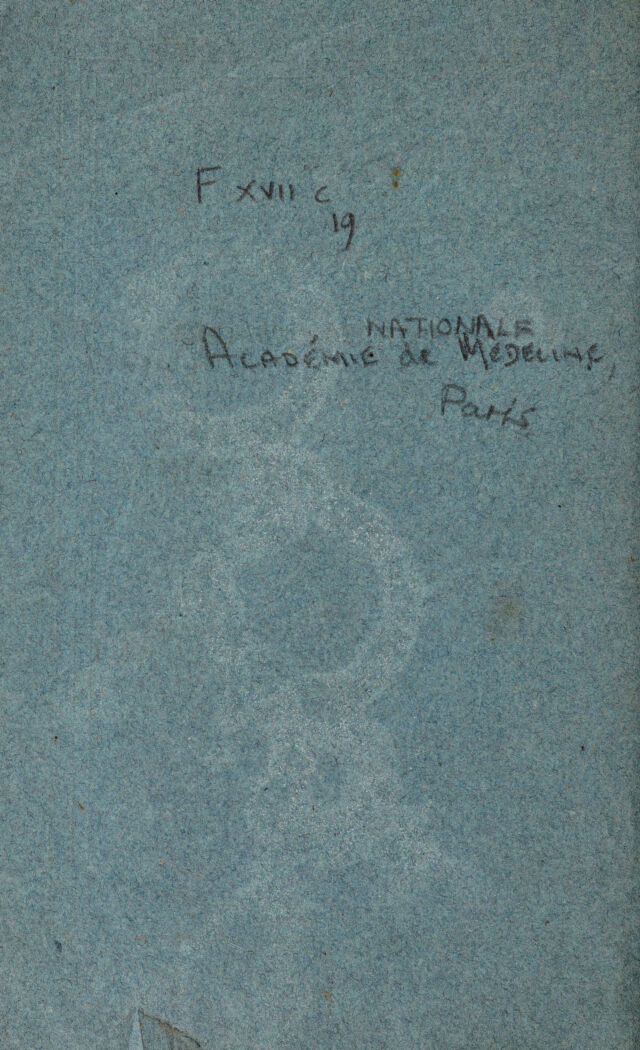 F XVII c
19
NATIONALE
ACADÉMIE de MÉDECINE,
Paris